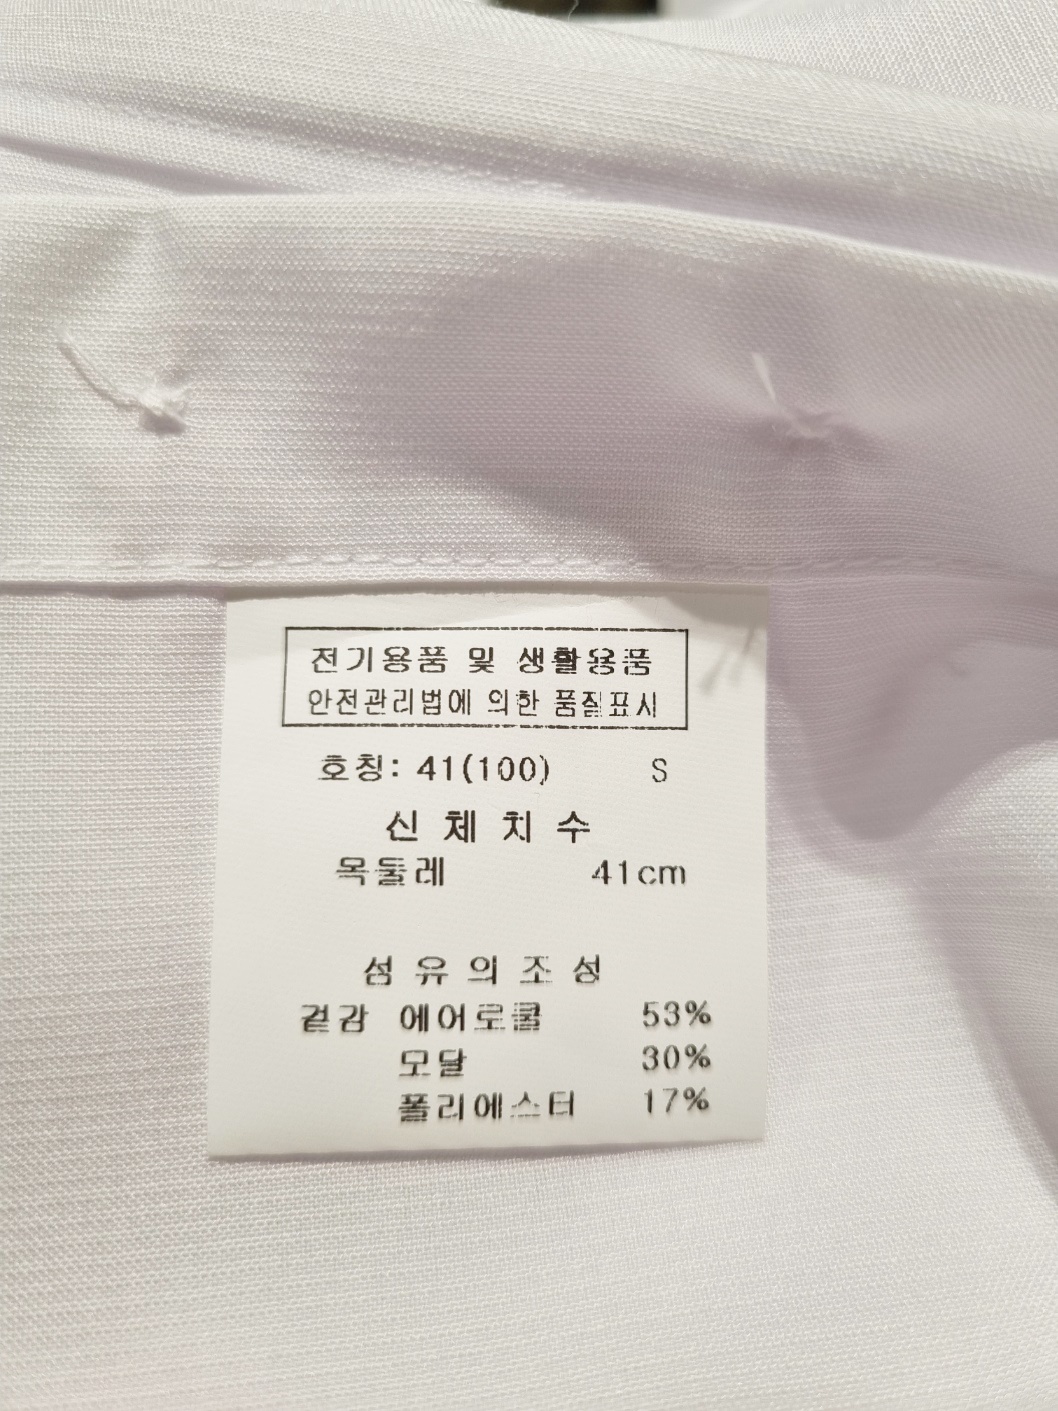 전기용품 및 생활용품
안전관리법에 의한 품질표시
호칭: 41(100) S
신체치수
목둘레 41cm
섬유의조성
겉감 에어로쿨 53%
모달 30%
폴리에스터 17%